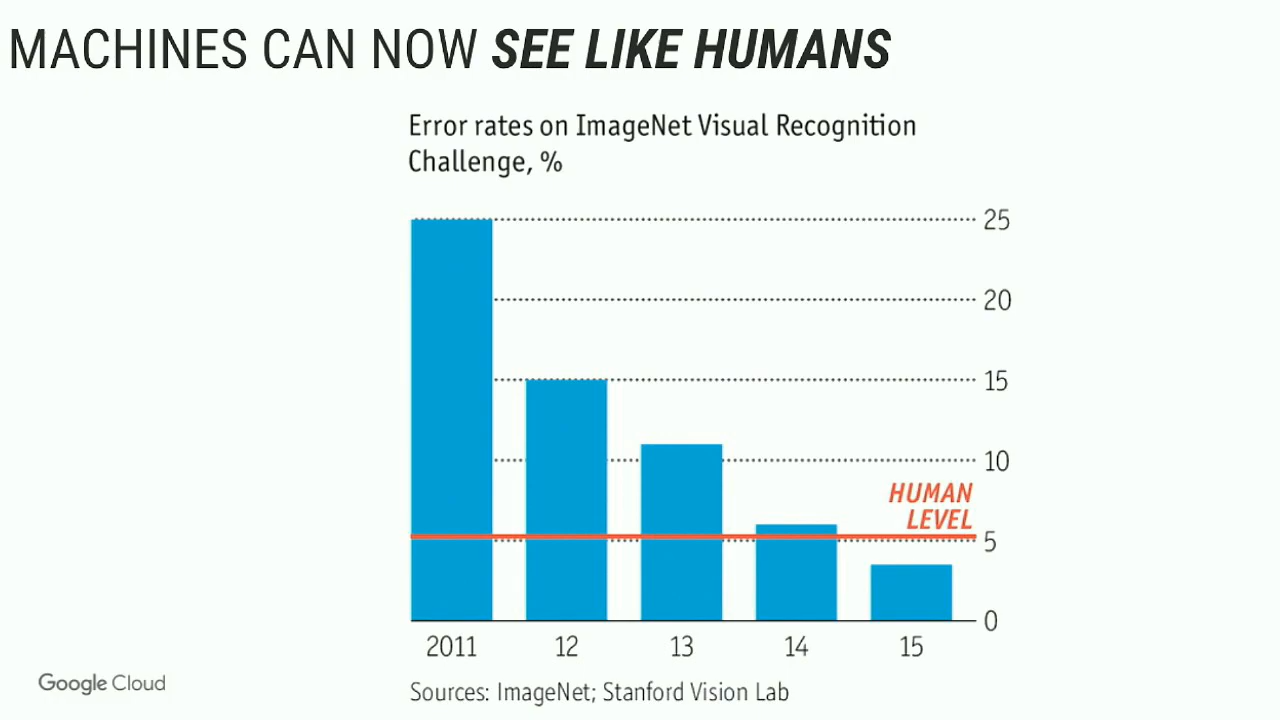 MACHINES CAN NOW SEE LIKE HUMANS
Error rates on ImageNet Visual Recognition
Challenge, %
25
20
15
10
HUMAN
LEVEL
5
0
2011 12 13 14 15
Sources: ImageNet; Stanford Vision Lab
Google Cloud